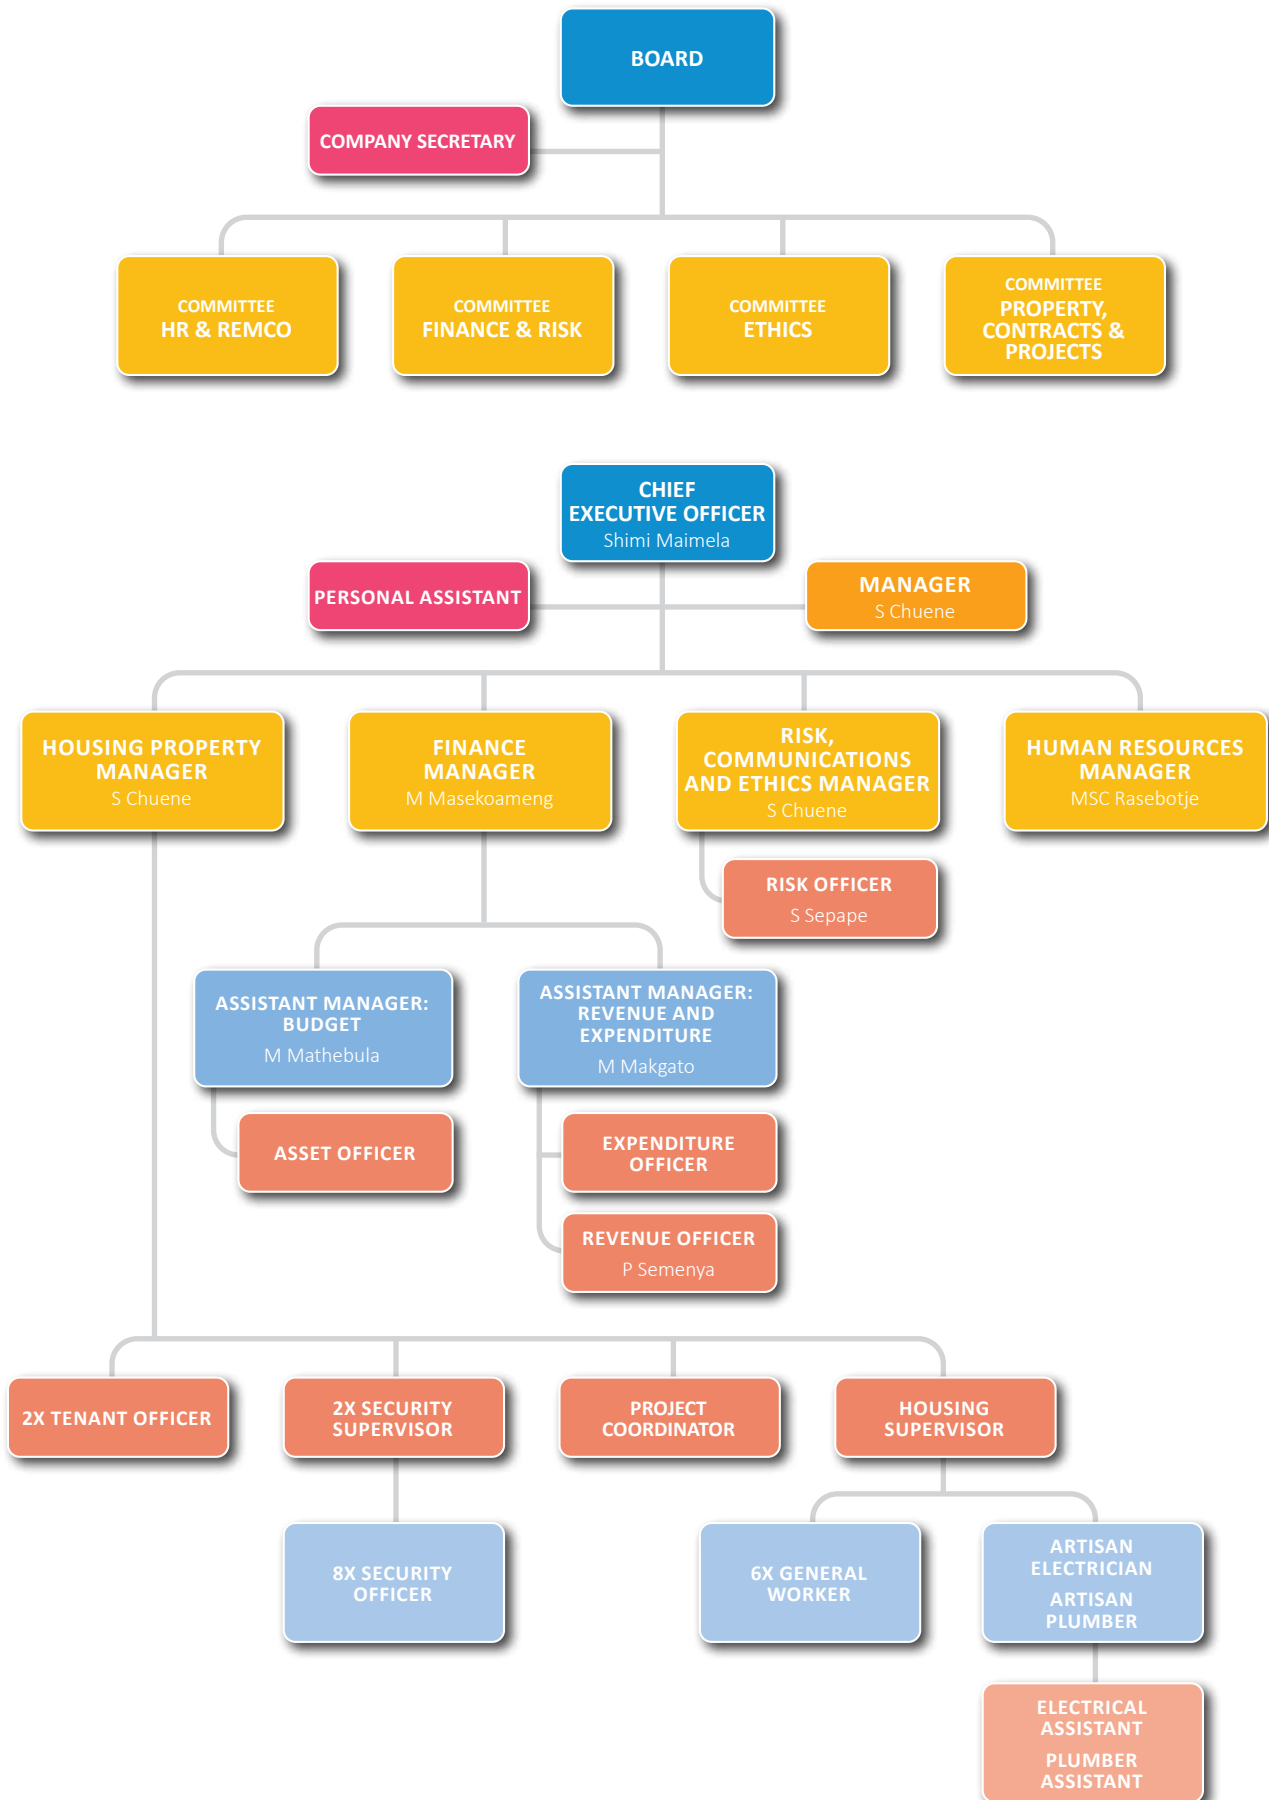 BOARD
COMPANY SECRETARY
COMMITTEE
HR & REMCO
COMMITTEE
FINANCE & RISK
COMMITTEE
ETHICS
COMMITTEE
PROPERTY,
CONTRACTS &
PROJECTS
CHIEF
EXECUTIVE OFFICER
Shimi Maimela
PERSONAL ASSISTANT
MANAGER
S Chuene
HOUSING PROPERTY
MANAGER
S Chuene
FINANCE
MANAGER
M Masekoameng
RISK,
COMMUNICATIONS
AND ETHICS MANAGER
S Chuene
HUMAN RESOURCES
MANAGER
MSC Rasebotje
RISK OFFICER
S Sepape
ASSISTANT MANAGER:
BUDGET
M Mathebula
ASSISTANT MANAGER:
REVENUE AND
EXPENDITURE
M Makgato
ASSET OFFICER
EXPENDITURE
OFFICER
REVENUE OFFICER
P Semenya
2X TENANT OFFICER
2X SECURITY
SUPERVISOR
PROJECT
COORDINATOR
HOUSING
SUPERVISOR
8X SECURITY
OFFICER
6X GENERAL
WORKER
ARTISAN
ELECTRICIAN
ARTISAN
PLUMBER
ELECTRICAL
ASSISTANT
PLUMBER
ASSISTANT